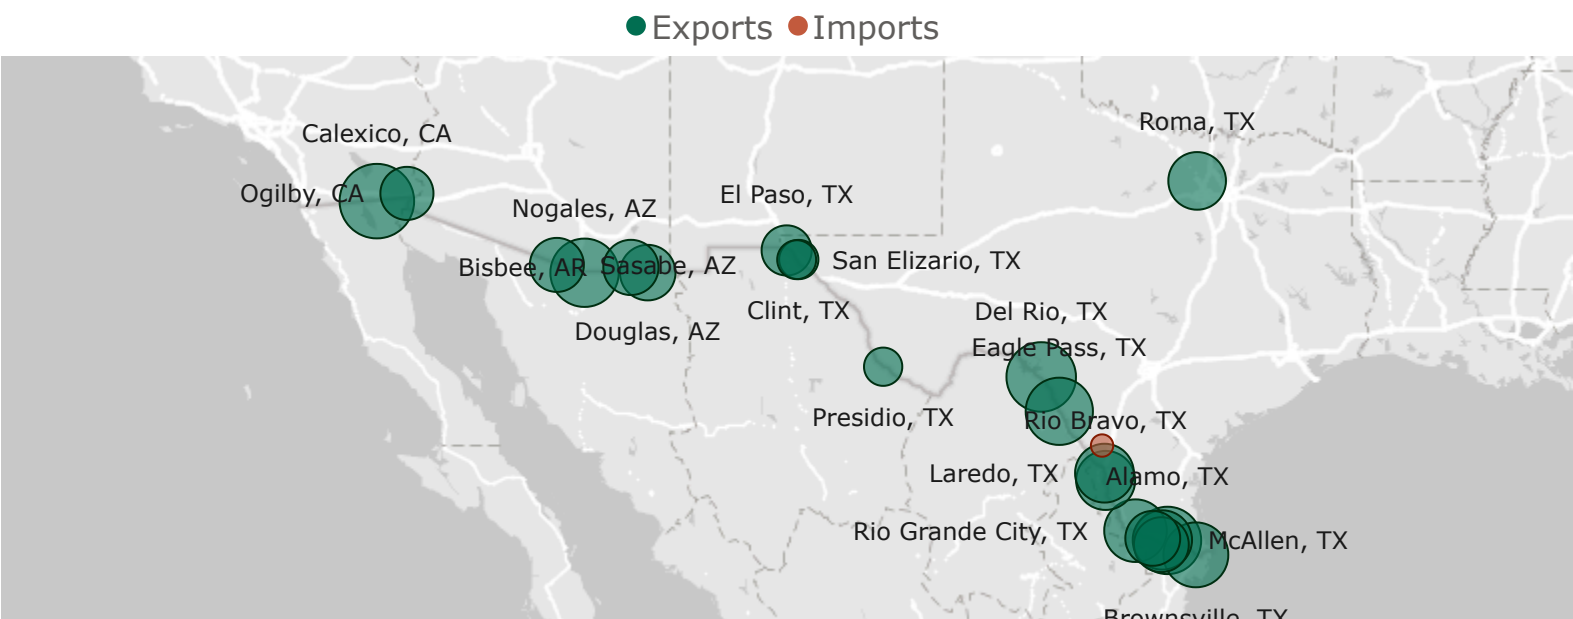 Exports Imports
Roma, TX
Calexico, CA
Ogilby, CA
El Paso, TX
Nogales, AZ
San Elizario, TX
Bisbee, AR
Sasabe, AZ
Clint, TX
Del Rio, TX
Douglas, AZ
Eagle Pass, TX
Presidio, TX
Rio Bravo, TX
Laredo, TX
Alamo, TX
Rio Grande City, TX
McAllen, TX
Brownsville, TX